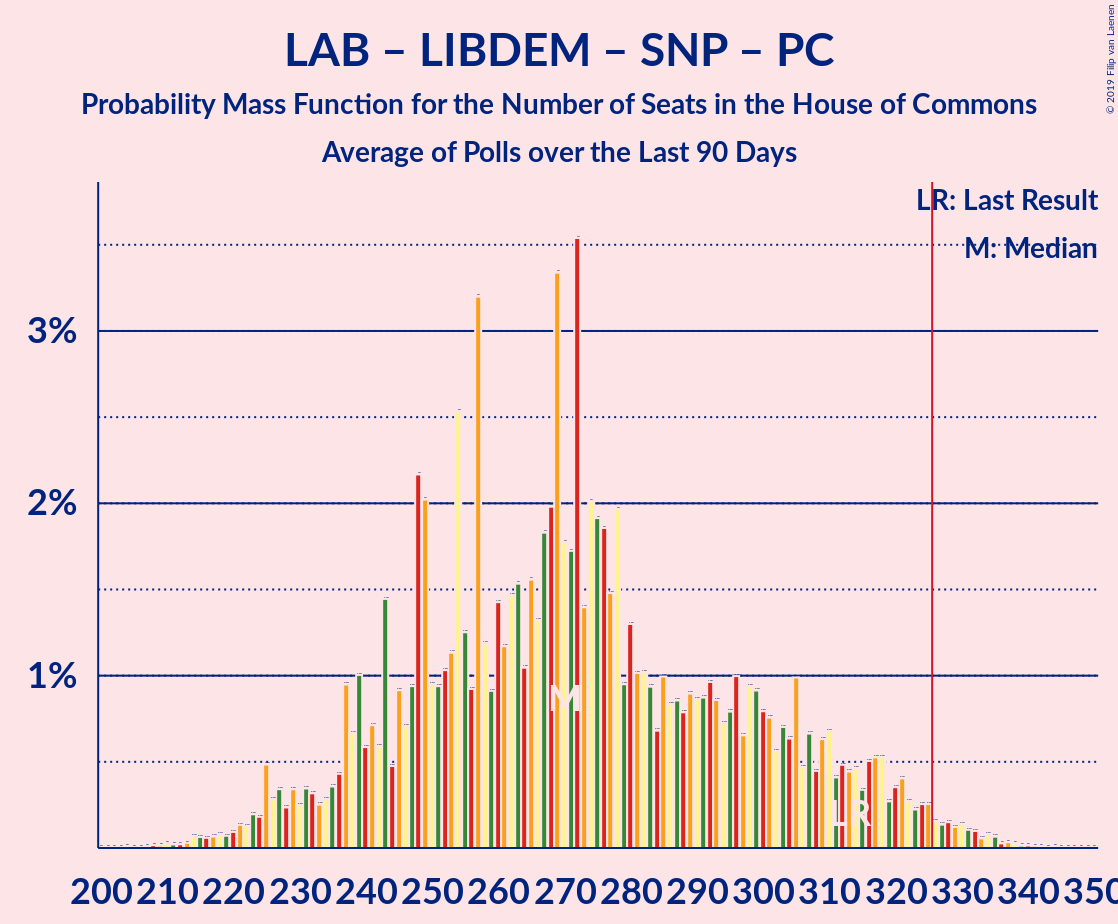 LAB – LIBDEM – SNP – PC
Probability Mass Function for the Number of Seats in the House of Commons
Average of Polls over the Last 90 Days
© 2019 Filip van Laenen
LR: Last Result
M: Median
3%
2%
1%
M
LR
200 210 220 230 240 250 260 270 280 290 300 310 320 330 340 350